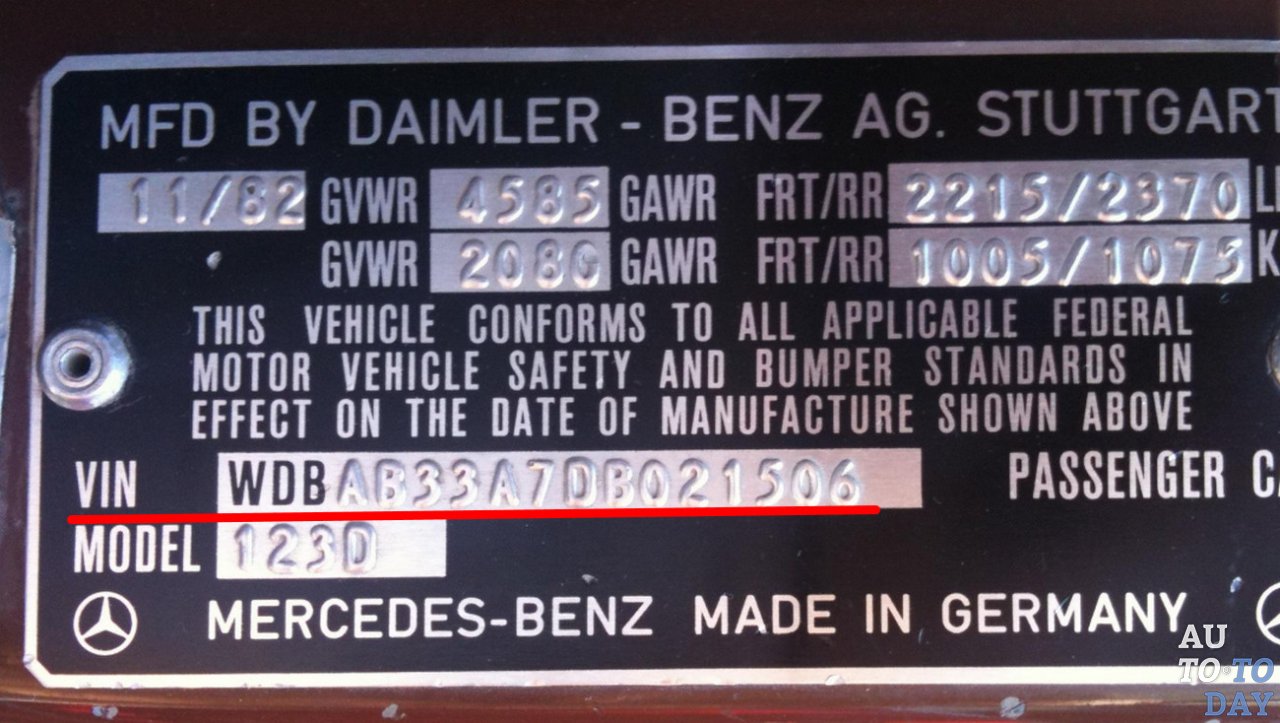 MFD BY DAIMLER - BENZ AG. STUTTGART
11/82 GVWR 4585 GAWR FRT/RR 2215/2370
GVWR 2080 GAWR FRT/RR 1005/1075
THIS VEHICLE CONFORMS TO ALL APPLICABLE FEDERAL
MOTOR VEHICLE SAFETY AND BUMPER STANDARDS IN
EFFECT ON THE DATE OF MANUFACTURE SHOWN ABOVE
VIN WDBAB33A7DB021506 PASSENGER
MODEL 123D
MERCEDES-BENZ MADE IN GERMANY
AU
TO·TO
DAY